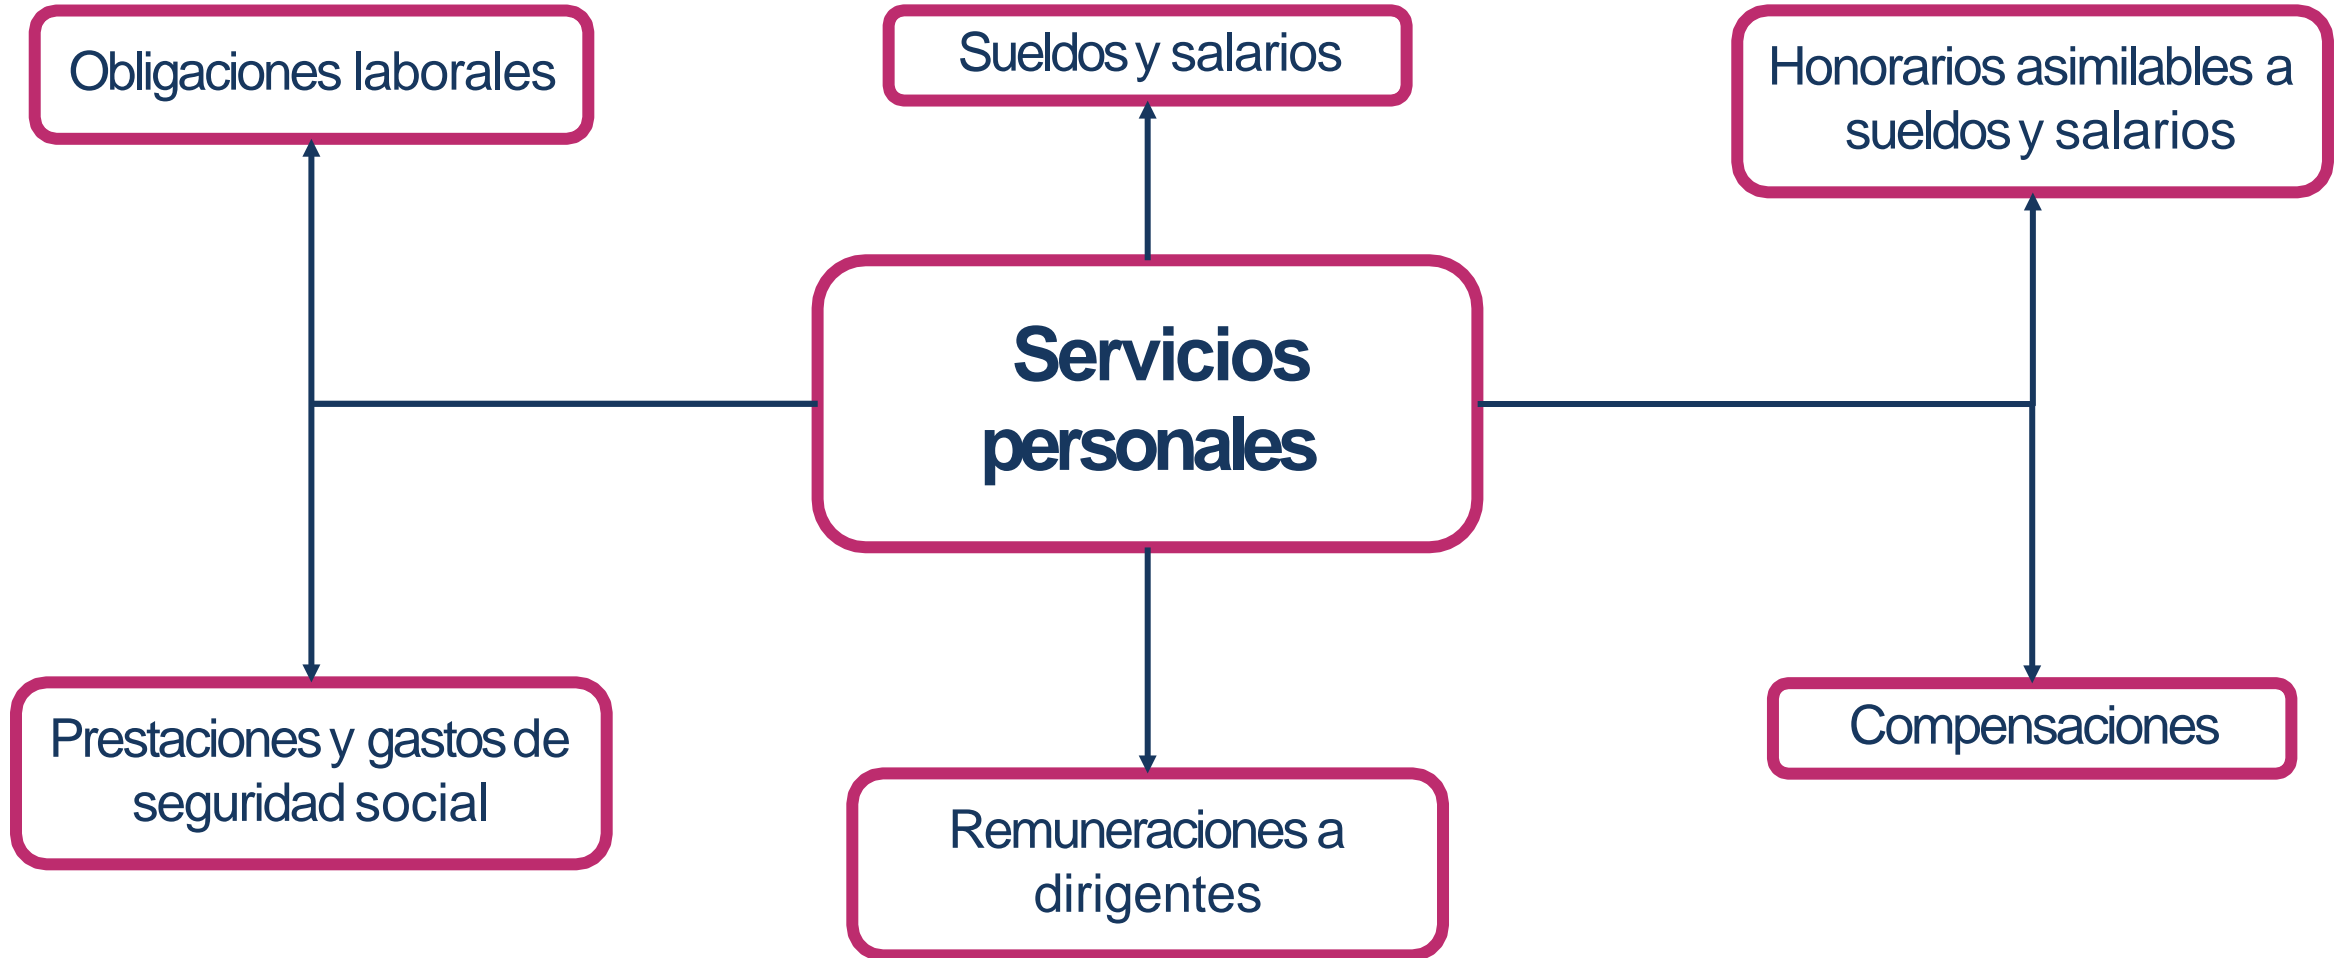 Obligaciones laborales
Sueldos y salarios
Honorarios asimilables a
sueldos y salarios
Servicios
personales
Prestaciones y gastos de
seguridad social
Remuneraciones a
dirigentes
Compensaciones